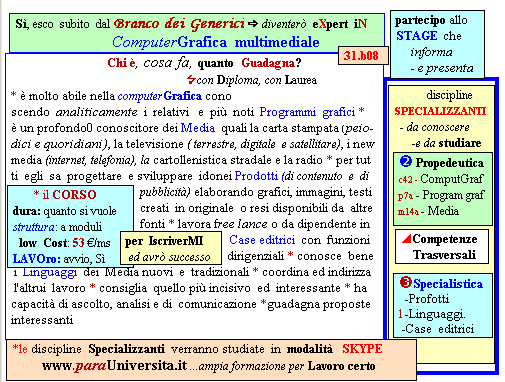 Sì, esco subito dal Branco dei Generici ⇨ diventerò eXpert iN
ComputerGrafica multimediale
31.b08
Chi è, cosa fa, quanto Guadagna?
con Diploma, con Laurea
* è molto abile nella computerGrafica cono
scendo analiticamente i relativi e più noti Programmi grafici *
è un profondo0 conoscitore dei Media quali la carta stampata (peio-
dici e quoridiani), la televisione (terrestre, digitale e satellitare), i new
media (internet, telefonia), la cartollenistica stradale e la radio * per tut
ti egli sa progettare e sviluppare idonei Prodotti (di contenuto e di
pubblicità) elaborando grafici, immagini, testi
creati in originale o resi disponibili da altre
fonti * lavora free lance o da dipendente in
Case editrici con funzioni
dirigenziali * conosce bene
i Linguaggi dei Media nuovi e tradizionali * coordina ed indirizza
l'altrui lavoro * consiglia quello più incisivo ed interessante * ha
capacità di ascolto, analisi e di comunicazione *guadagna proposte
interessanti
* il CORSO
dura: quanto si vuole
struttura: a moduli
low Cost: 53 €/ms
LAVOro: avvio, Sì
per IscriverMI
ed avrò successo
*le discipline Specializzanti verranno studiate in modalità SKYPE
www.paraUniversita.it ...ampia formazione per Lavoro certo
partecipo allo
STAGE che
informa
- e presenta
discipline
SPECIALIZZANTI
- da conoscere
-e da studiare
❷ Propedeutica
c42 - ComputGraf
p7a - Program graf
m14a - Media
Competenze
Trasversali
❸Specialistica
-Profotti
1-Linguaggi.
-Case editrici